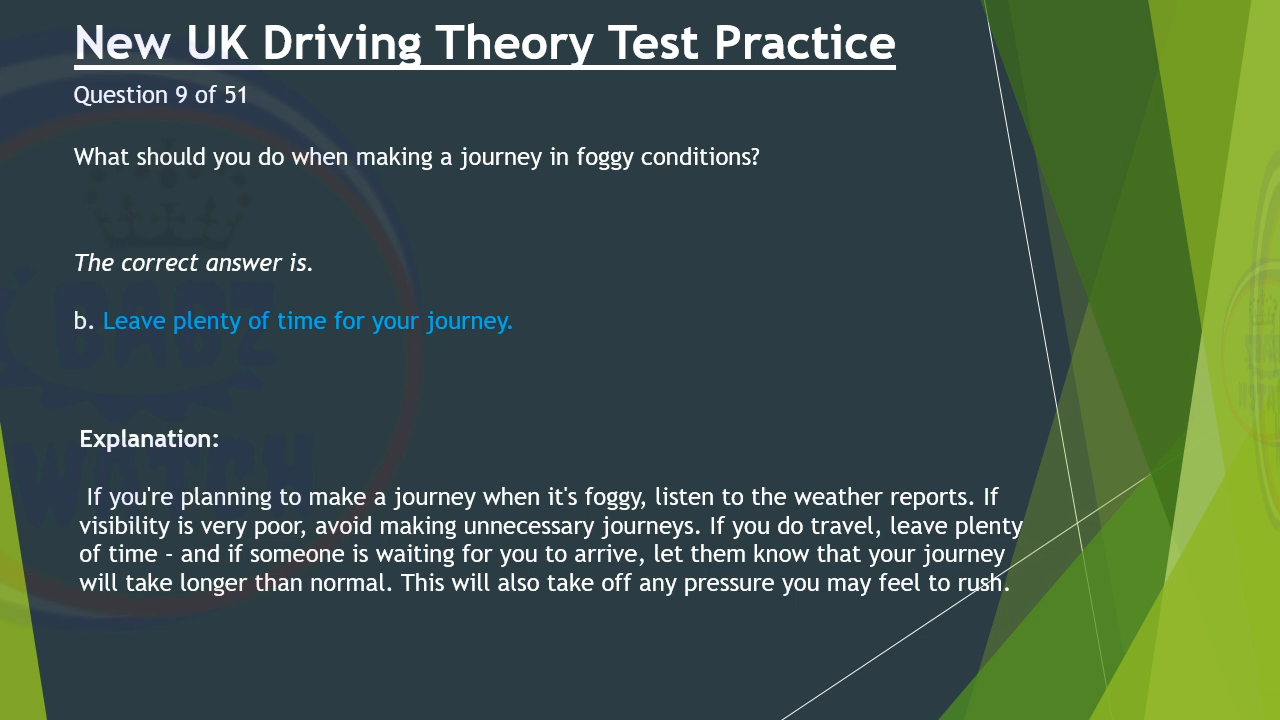 New UK Driving Theory Test Practice
Question 9 of 51
What should you do when making a journey in foggy conditions?
The correct answer is.
b. Leave plenty of time for your journey.
Explanation:
If you're planning to make a journey when it's foggy, listen to the weather reports. If
visibility is very poor, avoid making unnecessary journeys. If you do travel, leave plenty
of time - and if someone is waiting for you to arrive, let them know that your journey
will take longer than normal. This will also take off any pressure you may feel to rush.